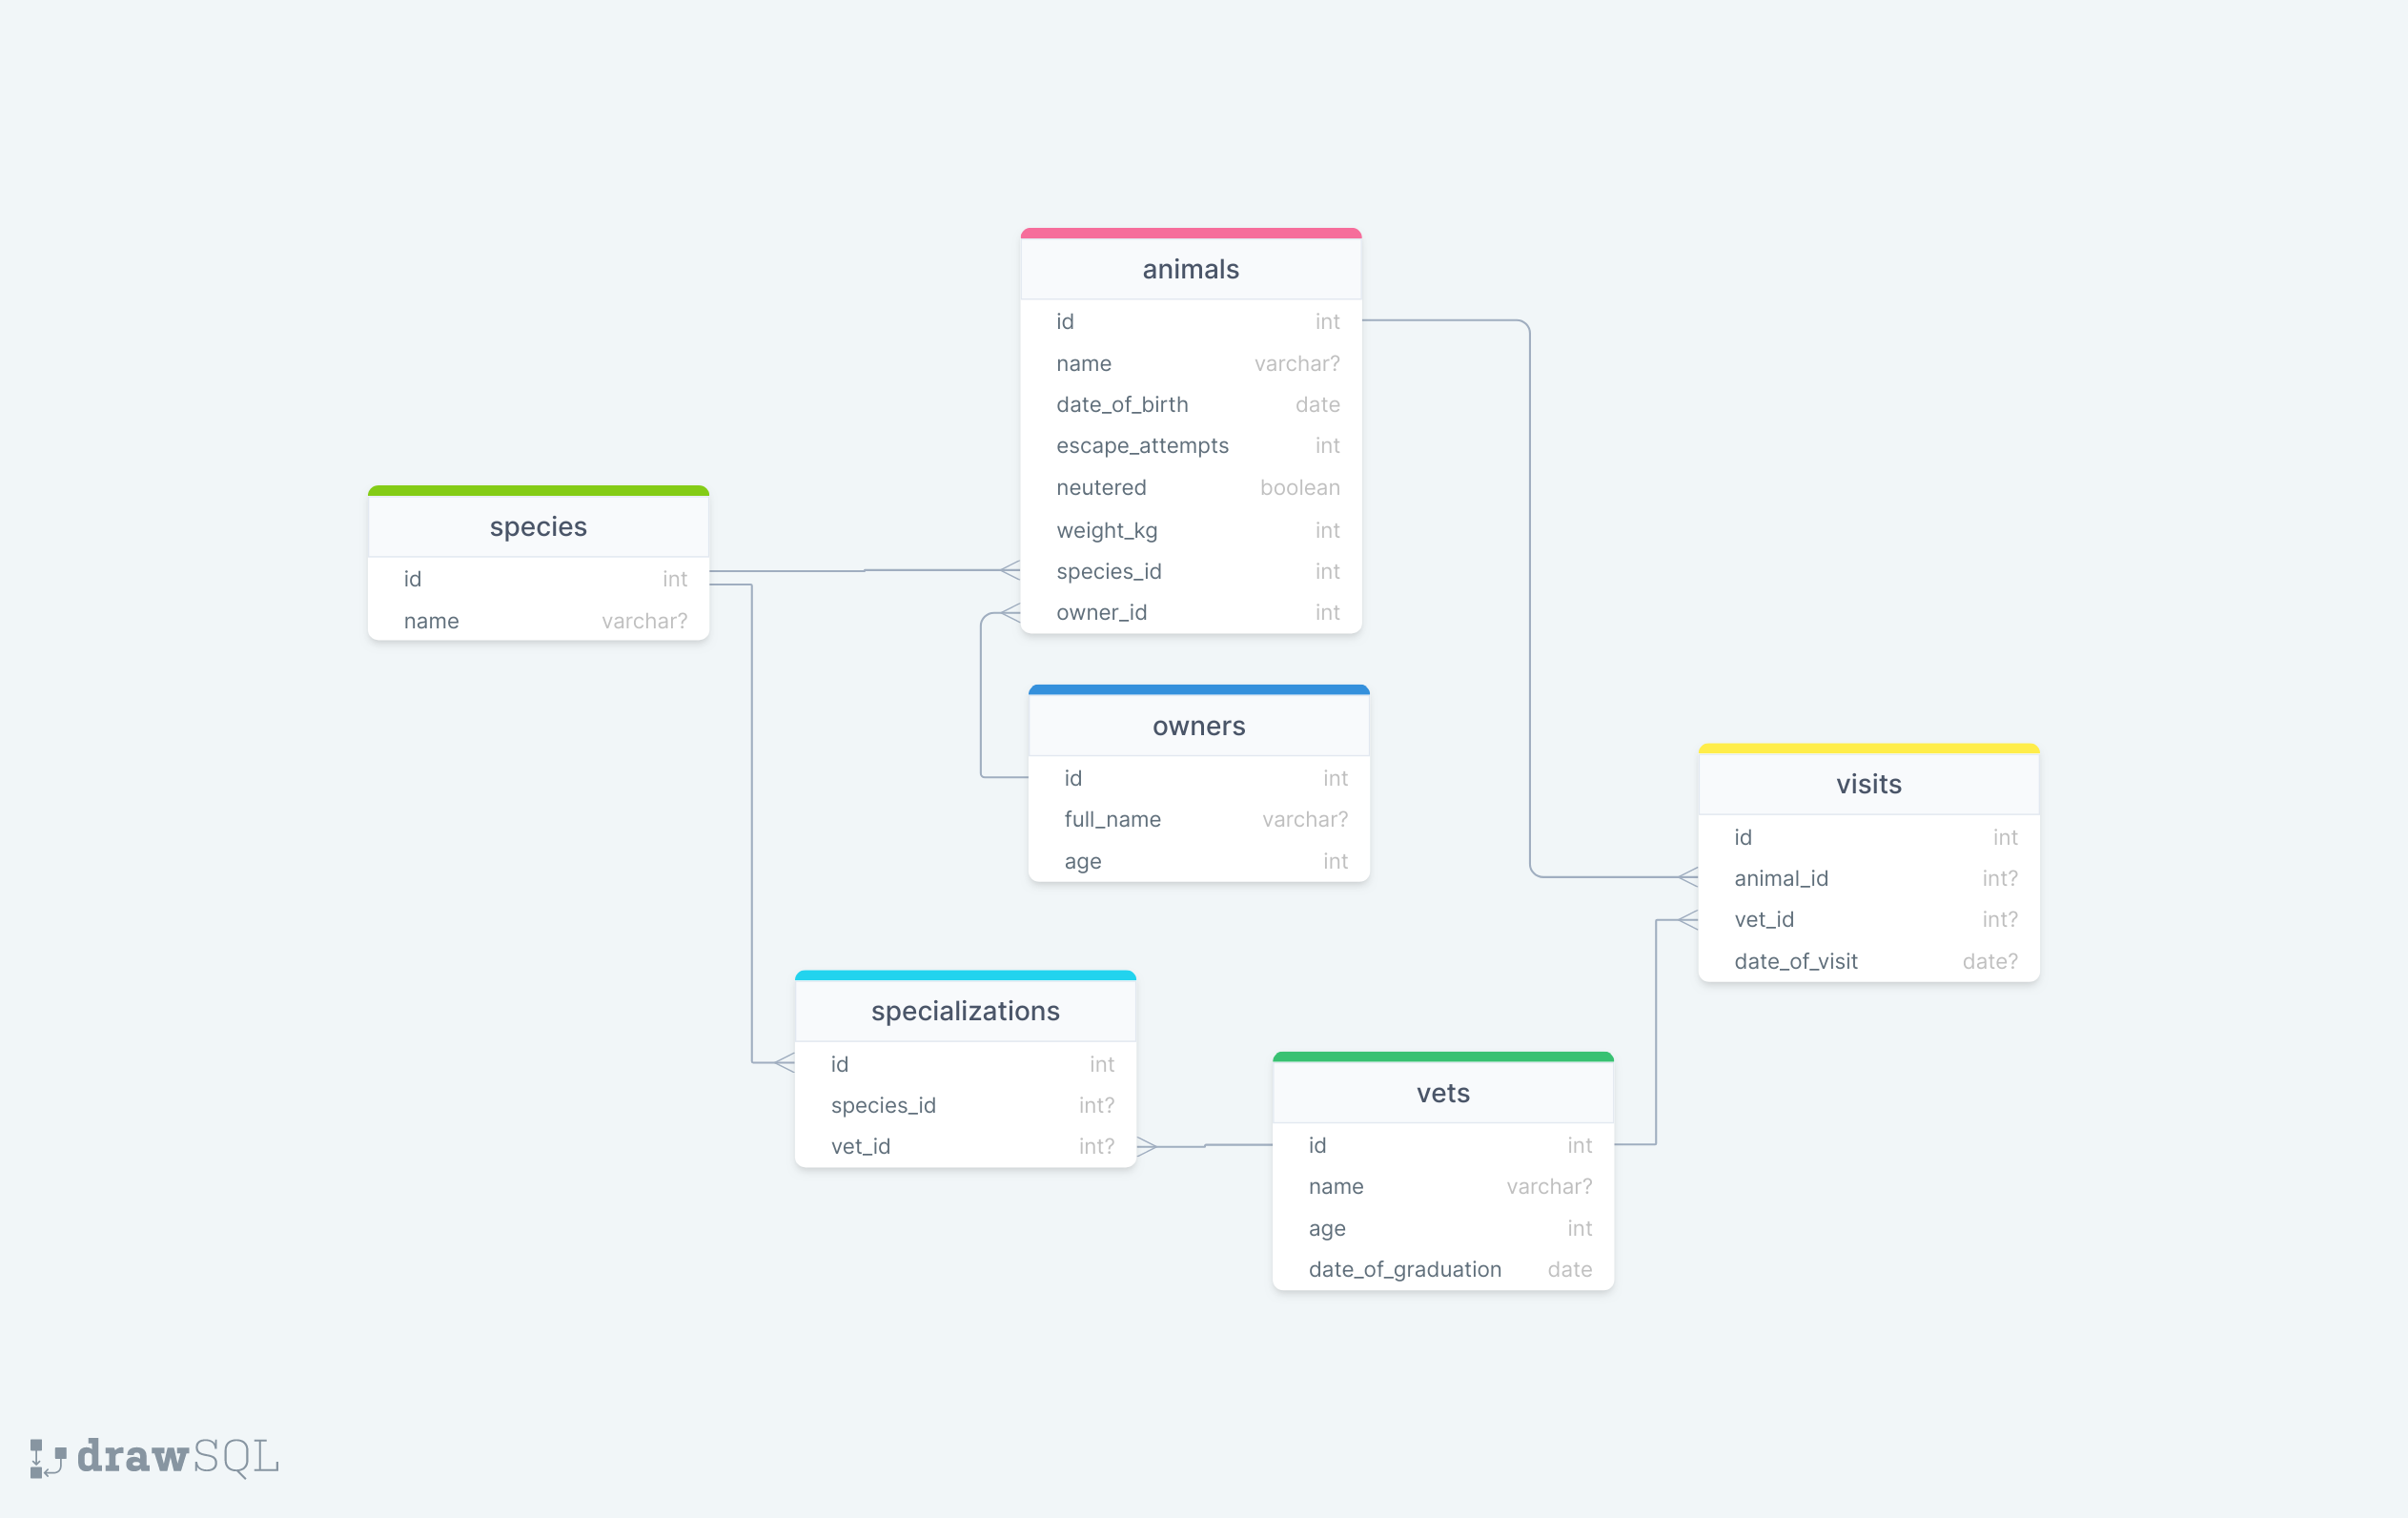 animals
id int
name varchar?
date_of_birth date
escape_attempts int
neutered boolean
weight_kg int
species_id int
owner_id int
species
id int
name varchar?
owners
id int
full_name varchar?
age int
visits
id int
animal_id int?
vet_id int?
date_of_visit date?
specializations
id int
species_id int?
vet_id int?
vets
id int
name varchar?
age int
date_of_graduation date
drawSQL